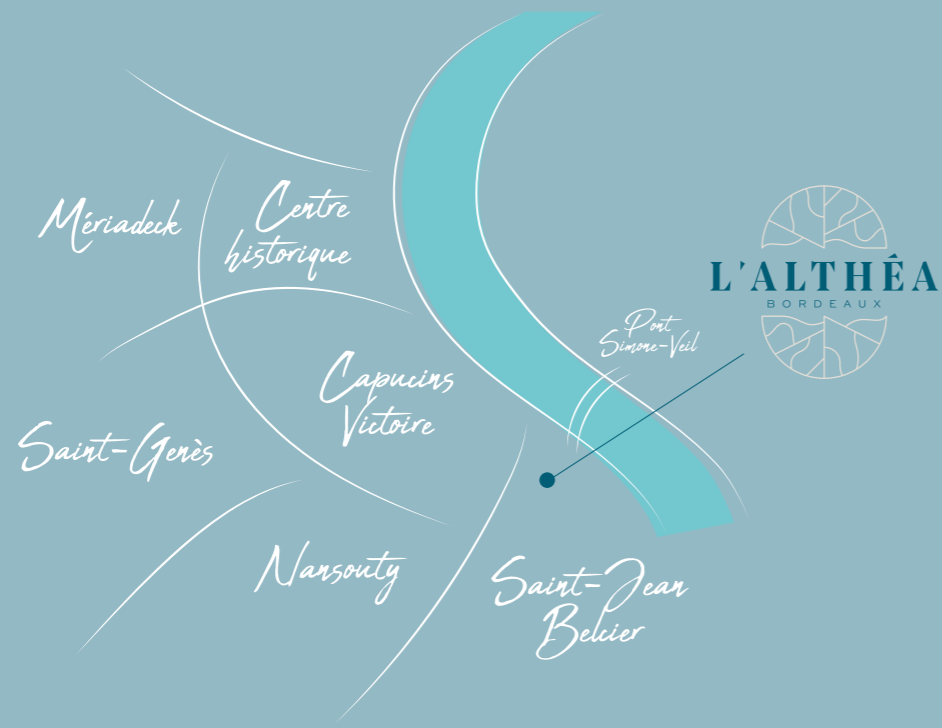 Mériadeck
Centre
historique
Pont
Simone-Veil
L'ALTHÉA
BORDEAUX
Capucins
Victoire
Saint-Genès
Nansouty
Saint-Jean
Belcier